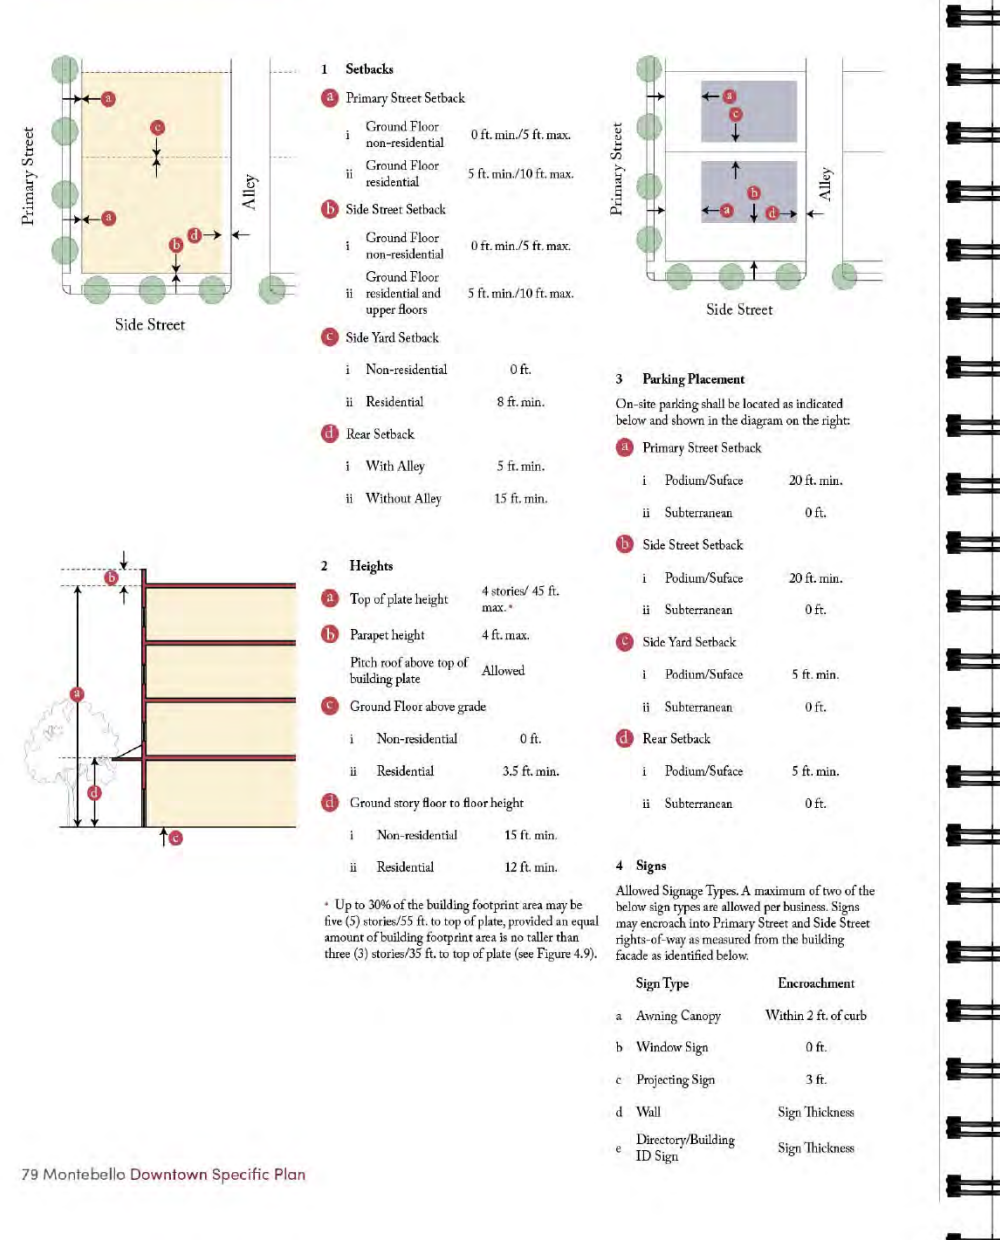 Primary Street
a
c
a
b
d
Alley
Side Street
1 Setbacks
a Primary Street Setback
i Ground Floor
non-residential 0 ft. min./5 ft. max.
ii Ground Floor
residential 5 ft. min./10 ft. max.
b Side Street Setback
i Ground Floor
non-residential 0 ft. min./5 ft. max.
Ground Floor
ii residential and 5 ft. min./10 ft. max.
upper floors
c Side Yard Setback
i Non-residential 0 ft.
ii Residential 8 ft. min.
d Rear Setback
i With Alley 5 ft. min.
ii Without Alley 15 ft. min.
b
a
d
c
2 Heights
a Top of plate height 4 stories/ 45 ft.
max. *
b Parapet height 4 ft. max.
Pitch roof above top of
building plate Allowed
c Ground Floor above grade
i Non-residential 0 ft.
ii Residential 3.5 ft. min.
d Ground story floor to floor height
i Non-residential 15 ft. min.
ii Residential 12 ft. min.
* Up to 30% of the building footprint area may be
five (5) stories/55 ft. to top of plate, provided an equal
amount of building footprint area is no taller than
three (3) stories/35 ft. to top of plate (see Figure 4.9).
Primary Street
a
c
b
a
d
Alley
Side Street
3 Parking Placement
On-site parking shall be located as indicated
below and shown in the diagram on the right:
a Primary Street Setback
i Podium/Suface 20 ft. min.
ii Subterranean 0 ft.
b Side Street Setback
i Podium/Suface 20 ft. min.
ii Subterranean 0 ft.
c Side Yard Setback
i Podium/Suface 5 ft. min.
ii Subterranean 0 ft.
d Rear Setback
i Podium/Suface 5 ft. min.
ii Subterranean 0 ft.
4 Signs
Allowed Signage Types. A maximum of two of the
below sign types are allowed per business. Signs
may encroach into Primary Street and Side Street
rights-of-way as measured from the building
facade as identified below.
Sign Type Encroachment
a Awning Canopy Within 2 ft. of curb
b Window Sign 0 ft.
c Projecting Sign 3 ft.
d Wall Sign Thickness
e Directory/Building
ID Sign Sign Thickness
79 Montebello Downtown Specific Plan